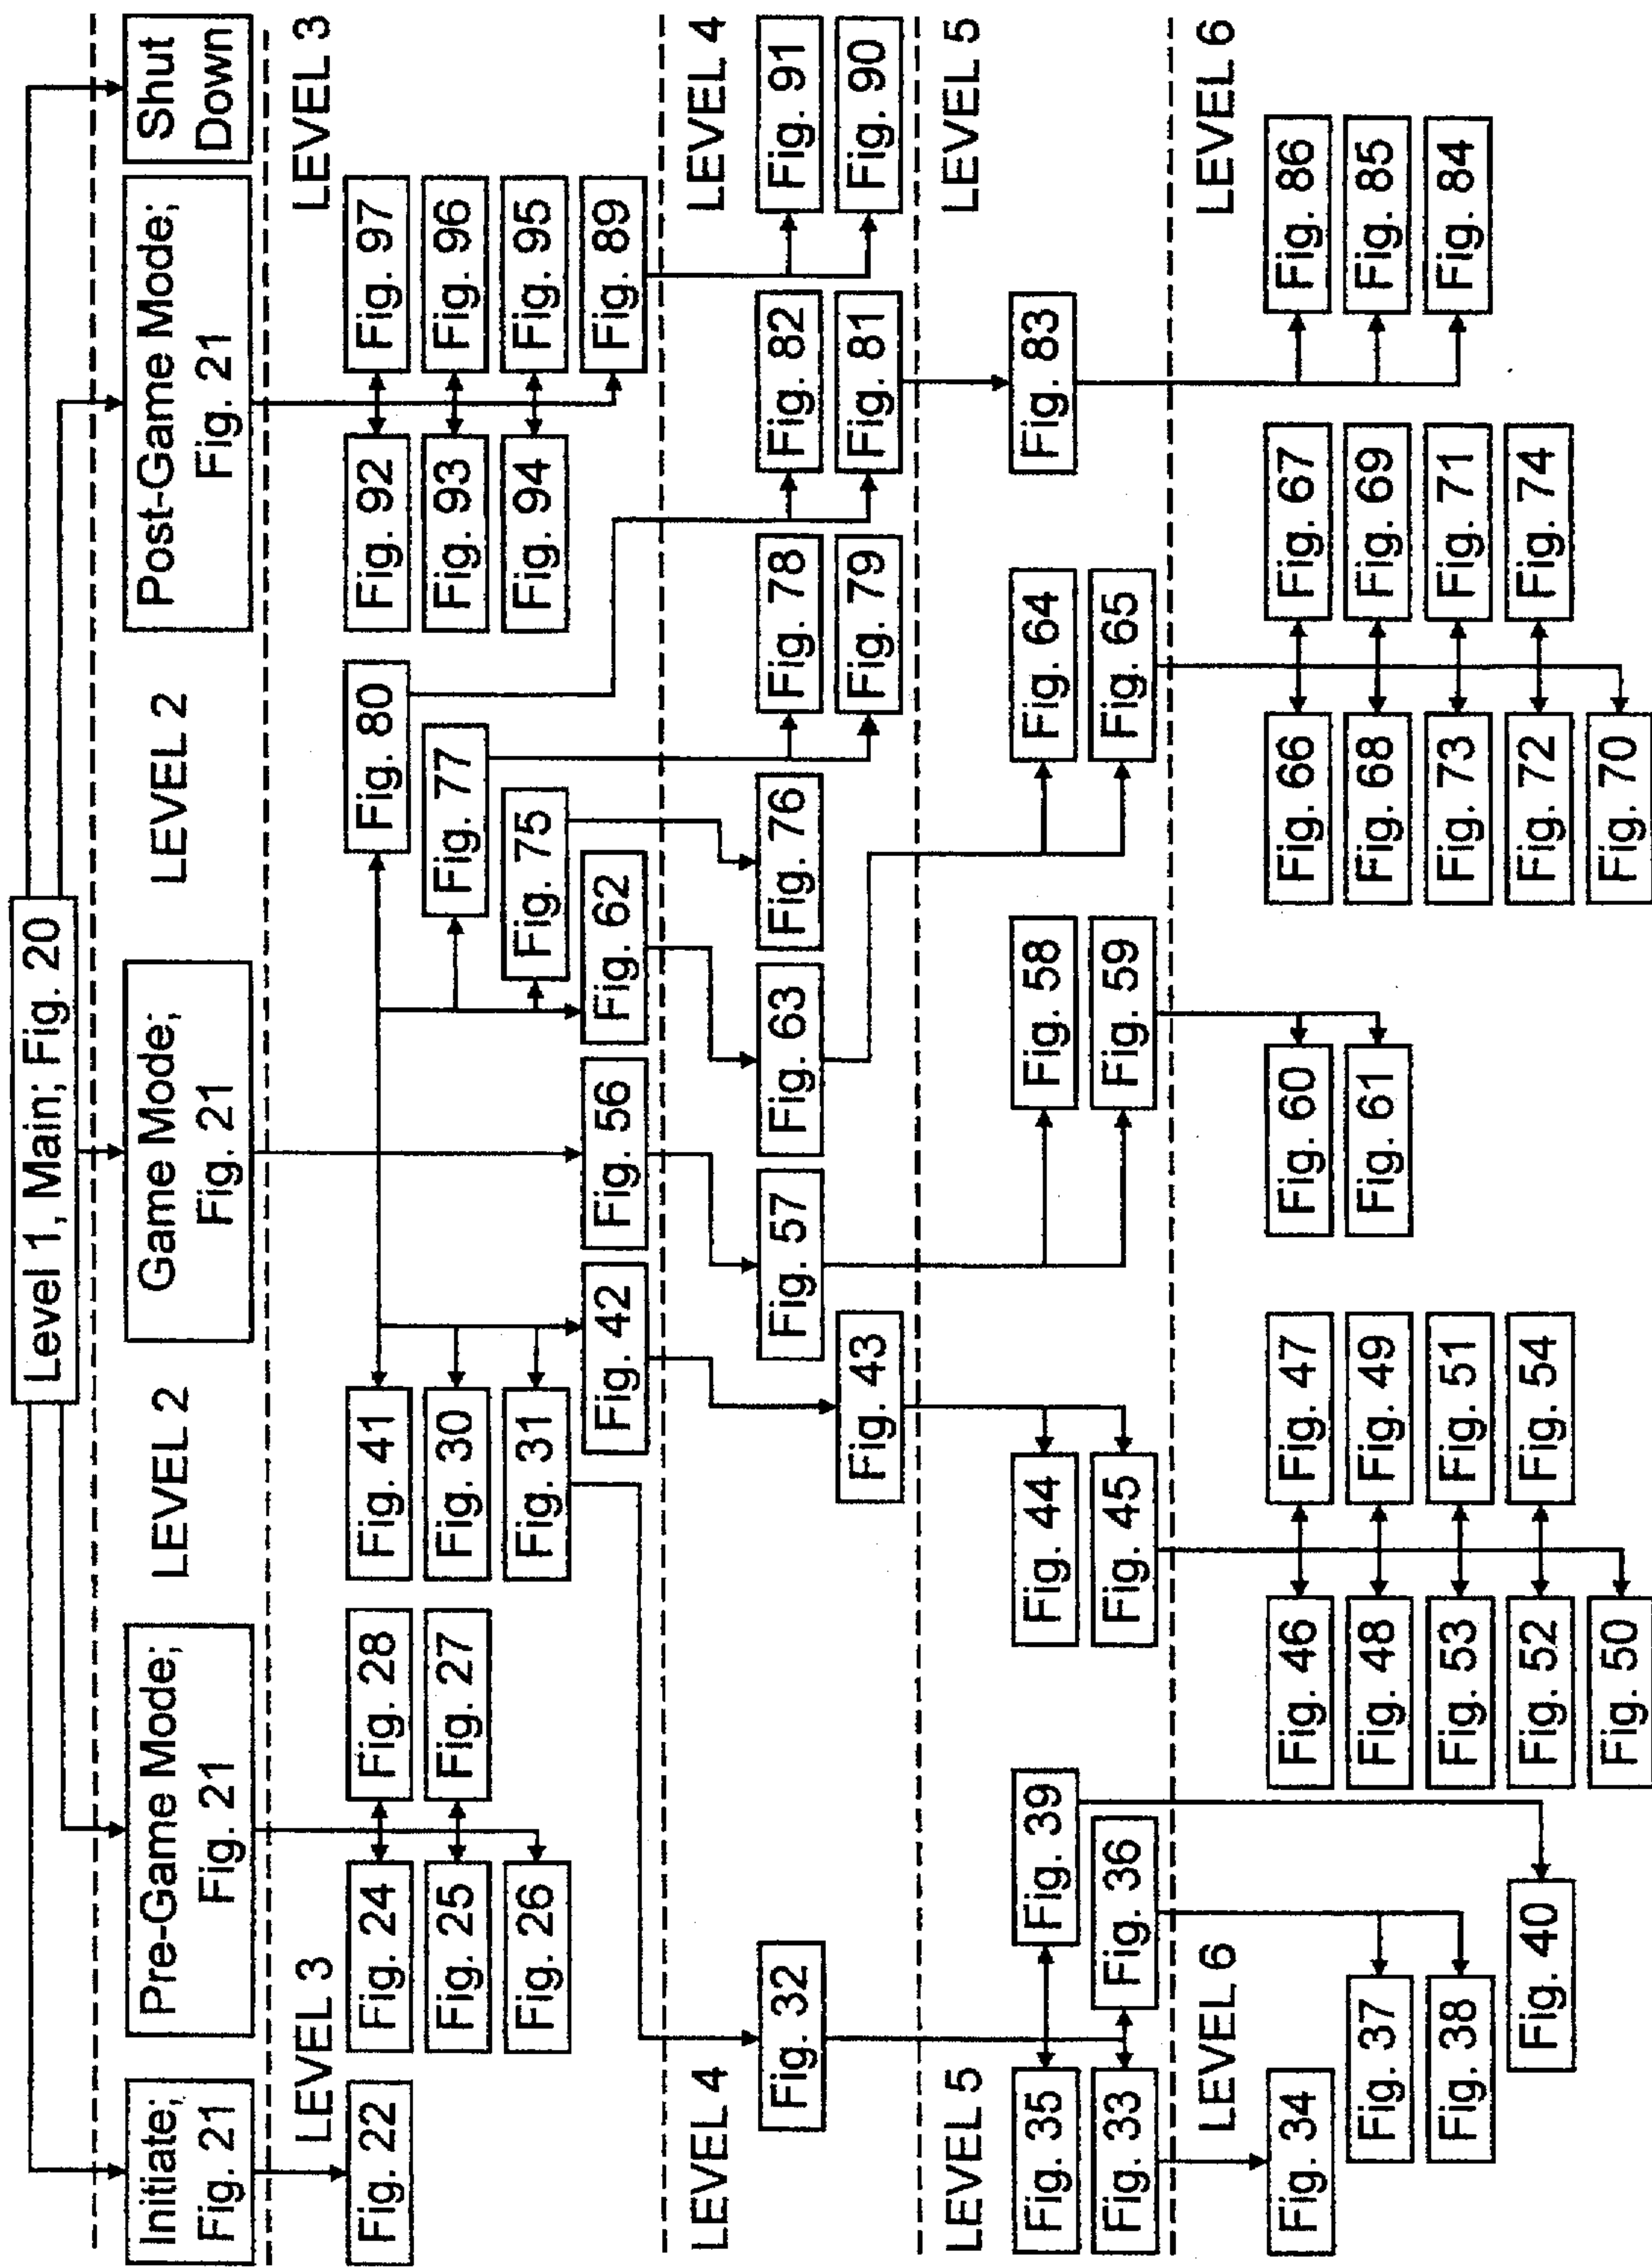 Level 1, Main; Fig. 20
LEVEL 2
LEVEL 2
Initiate;
Fig. 21
Pre-Game Mode;
Fig. 21
Game Mode;
Fig. 21
Post-Game Mode;
Fig. 21
Shut
Down
LEVEL 3
LEVEL 3
Fig. 22
Fig. 24
Fig. 28
Fig. 41
Fig. 80
Fig. 92
Fig. 97
Fig. 25
Fig. 27
Fig. 30
Fig. 77
Fig. 93
Fig. 96
Fig. 26
Fig. 31
Fig. 75
Fig. 94
Fig. 95
Fig. 42
Fig. 56
Fig. 62
Fig. 89
LEVEL 4
LEVEL 4
Fig. 32
Fig. 57
Fig. 63
Fig. 76
Fig. 78
Fig. 82
Fig. 91
Fig. 43
Fig. 79
Fig. 81
Fig. 90
LEVEL 5
LEVEL 5
Fig. 35
Fig. 39
Fig. 44
Fig. 58
Fig. 64
Fig. 83
Fig. 33
Fig. 36
Fig. 45
Fig. 59
Fig. 65
LEVEL 6
LEVEL 6
Fig. 34
Fig. 46
Fig. 47
Fig. 60
Fig. 66
Fig. 67
Fig. 86
Fig. 37
Fig. 48
Fig. 49
Fig. 61
Fig. 68
Fig. 69
Fig. 85
Fig. 38
Fig. 53
Fig. 51
Fig. 73
Fig. 71
Fig. 84
Fig. 40
Fig. 52
Fig. 54
Fig. 72
Fig. 74
Fig. 50
Fig. 70